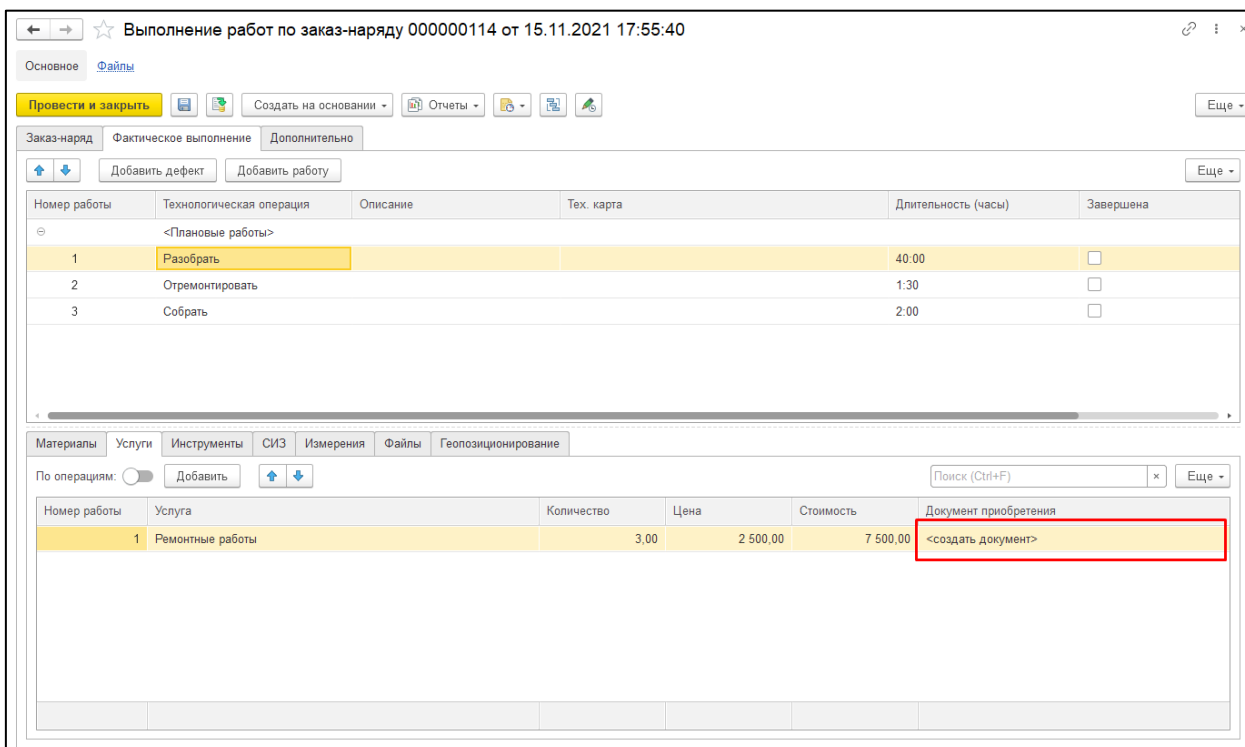 Выполнение работ по заказ-наряду 000000114 от 15.11.2021 17:55:40
Основное Файлы
Провести и закрыть Создать на основании Отчеты Еще
Заказ-наряд Фактическое выполнение Дополнительно
Добавить дефект Добавить работу Еще
Номер работы Технологическая операция Описание Тех. карта Длительность (часы) Завершена
<Плановые работы>
1 Разобрать 40:00
2 Отремонтировать 1:30
3 Собрать 2:00
Материалы Услуги Инструменты СИЗ Измерения Файлы Геопозиционирование
По операциям: Добавить Поиск (Ctrl+F) × Еще
Номер работы Услуга Количество Цена Стоимость Документ приобретения
1 Ремонтные работы 3,00 2 500,00 7 500,00 <создать документ>